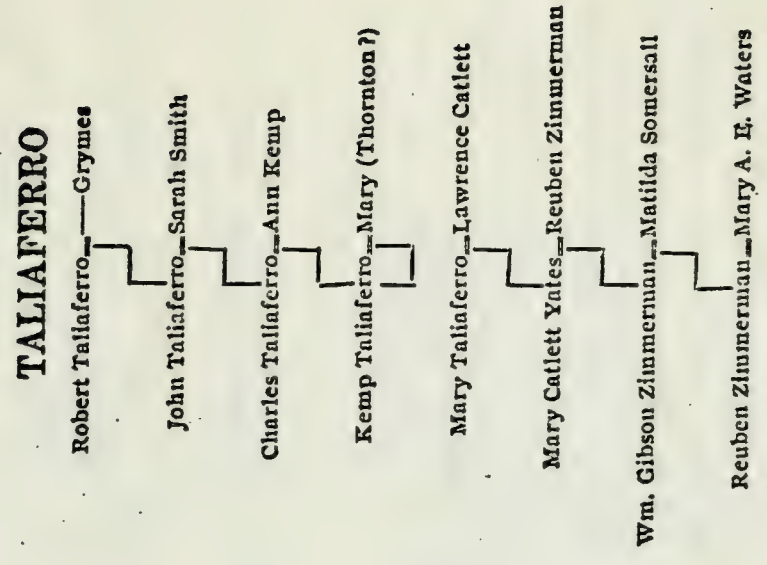 TALIAFERRO
Robert Taliaferro=——Grymes
John Taliaferro=Sarah Smith
Charles Taliaferro=Ann Kemp
Kemp Taliaferro=Mary (Thornton?)
Mary Taliaferro=Lawrence Catlett
Mary Catlett Yates=Reuben Zimmerman
Wm. Gibson Zimmerman=Matilda Somersall
Reuben Zimmerman=Mary A. E. Waters